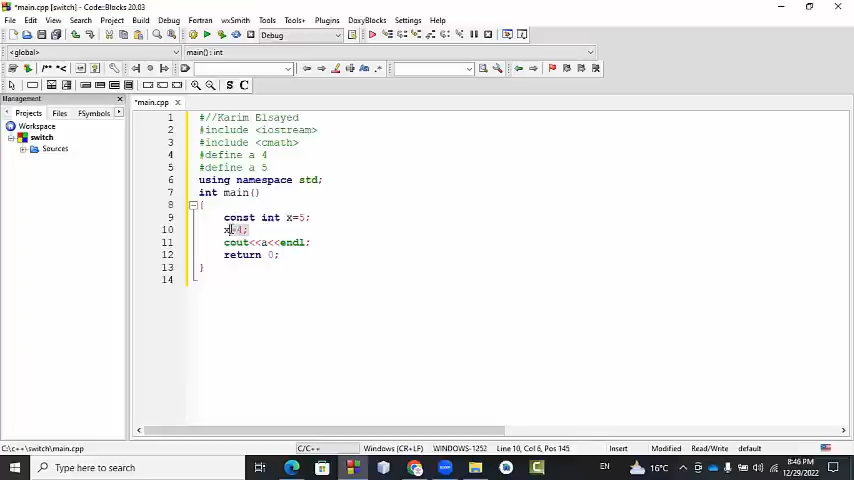 *main.cpp [switch] - Code::Blocks 20.03
File Edit View Search Project Build Debug Fortran wxSmith Tools Tools+ Plugins DoxyBlocks Settings Help
Debug
<global> main() : int
/** *<
S C
Management
Projects Files FSymbols
Workspace
switch
Sources
*main.cpp
1 #//Karim Elsayed
2 #include <iostream>
3 #include <cmath>
4 #define a 4
5 #define a 5
6 using namespace std;
7 int main()
8 {
9 const int x=5;
10 x=4;
11 cout<<a<<endl;
12 return 0;
13 }
14
C:\c++\switch\main.cpp C/C++ Windows (CR+LF) WINDOWS-1252 Line 10, Col 6, Pos 145 Insert Modified Read/Write default
Type here to search
EN
16°C
8:46 PM
12/29/2022